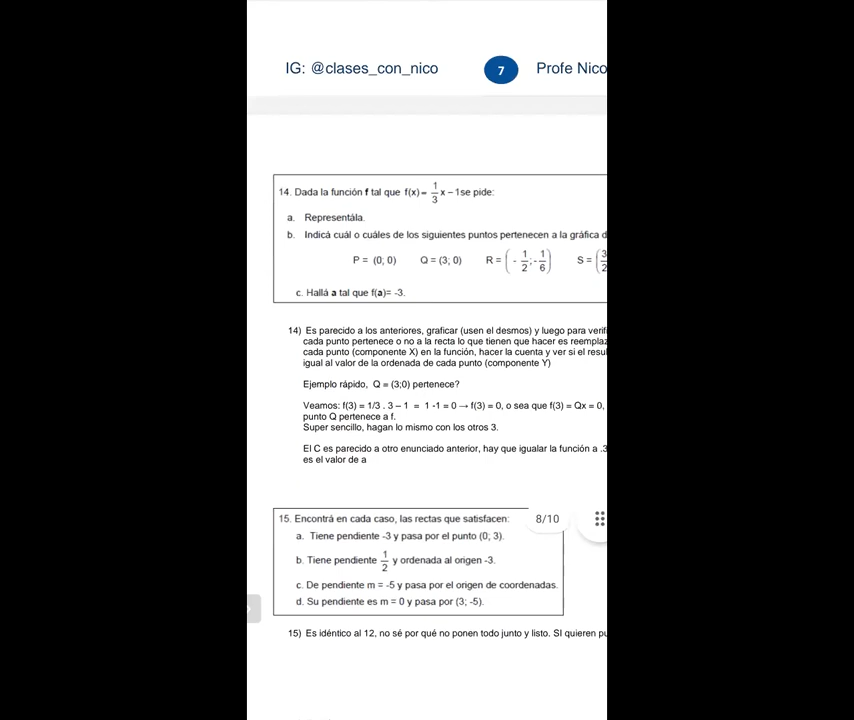 IG: @clases_con_nico 7 Profe Nico
14. Dada la función f tal que f(x)= 1/3 x – 1se pide:
a. Representála.
b. Indicá cuál o cuáles de los siguientes puntos pertenecen a la gráfica d
P = (0; 0) Q = (3; 0) R = ( - 1/2 ; - 1/6 ) S = ( 3/2
c. Hallá a tal que f(a)= -3.
14) Es parecido a los anteriores, graficar (usen el desmos) y luego para verifi
cada punto pertenece o no a la recta lo que tienen que hacer es reemplaz
cada punto (componente X) en la función, hacer la cuenta y ver si el resul
igual al valor de la ordenada de cada punto (componente Y)
Ejemplo rápido, Q = (3;0) pertenece?
Veamos: f(3) = 1/3 . 3 – 1 = 1 -1 = 0 → f(3) = 0, o sea que f(3) = Qx = 0,
punto Q pertenece a f.
Super sencillo, hagan lo mismo con los otros 3.
El C es parecido a otro enunciado anterior, hay que igualar la función a .3
es el valor de a
15. Encontrá en cada caso, las rectas que satisfacen:
8/10
a. Tiene pendiente -3 y pasa por el punto (0; 3).
b. Tiene pendiente 1/2 y ordenada al origen -3.
c. De pendiente m = -5 y pasa por el origen de coordenadas.
d. Su pendiente es m = 0 y pasa por (3; -5).
15) Es idéntico al 12, no sé por qué no ponen todo junto y listo. SI quieren pu